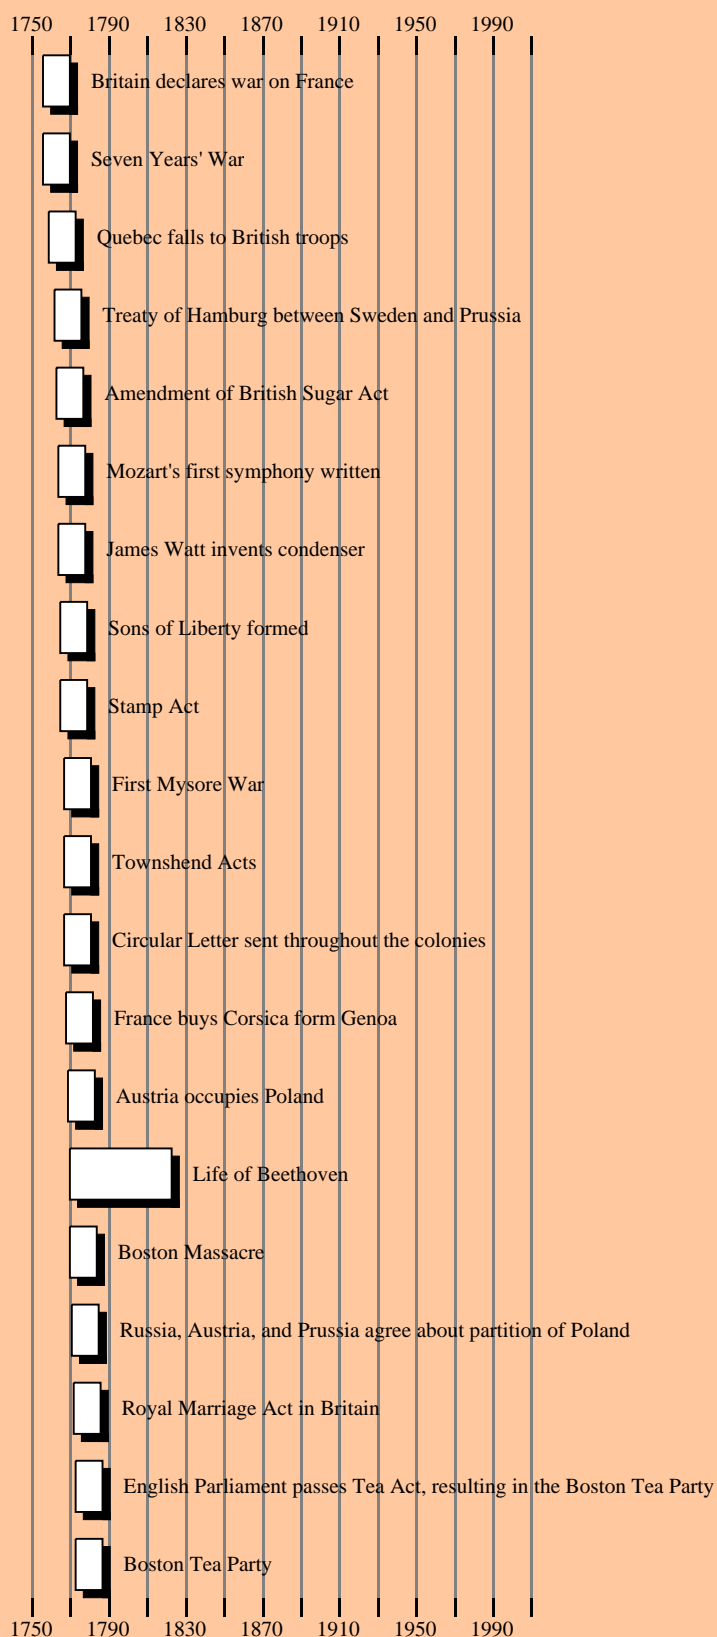 1750 1790 1830 1870 1910 1950 1990
Britain declares war on France
Seven Years' War
Quebec falls to British troops
Treaty of Hamburg between Sweden and Prussia
Amendment of British Sugar Act
Mozart's first symphony written
James Watt invents condenser
Sons of Liberty formed
Stamp Act
First Mysore War
Townshend Acts
Circular Letter sent throughout the colonies
France buys Corsica form Genoa
Austria occupies Poland
Life of Beethoven
Boston Massacre
Russia, Austria, and Prussia agree about partition of Poland
Royal Marriage Act in Britain
English Parliament passes Tea Act, resulting in the Boston Tea Party
Boston Tea Party
1750 1790 1830 1870 1910 1950 1990